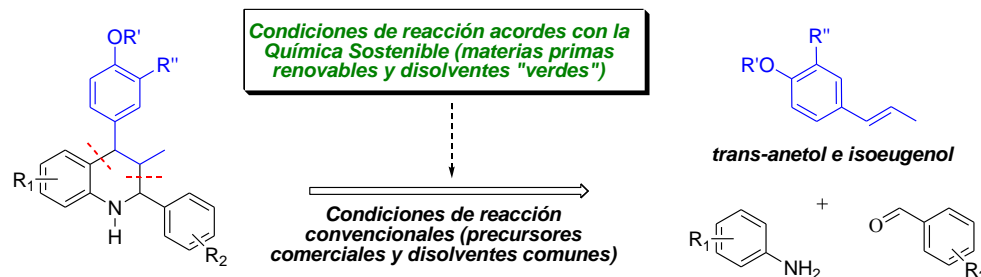 OR'
R''
R1
N
H
R2
Condiciones de reacción acordes con la
Química Sostenible (materias primas
renovables y disolventes "verdes")
Condiciones de reacción
convencionales (precursores
comerciales y disolventes comunes)
R''
R'O
trans-anetol e isoeugenol
+
R1
NH2
O